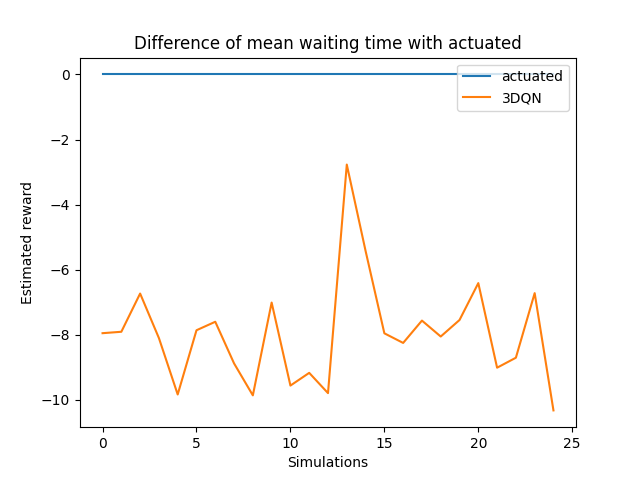 Difference of mean waiting time with actuated
actuated
3DQN
Estimated reward
0
−2
−4
−6
−8
−10
0 5 10 15 20 25
Simulations